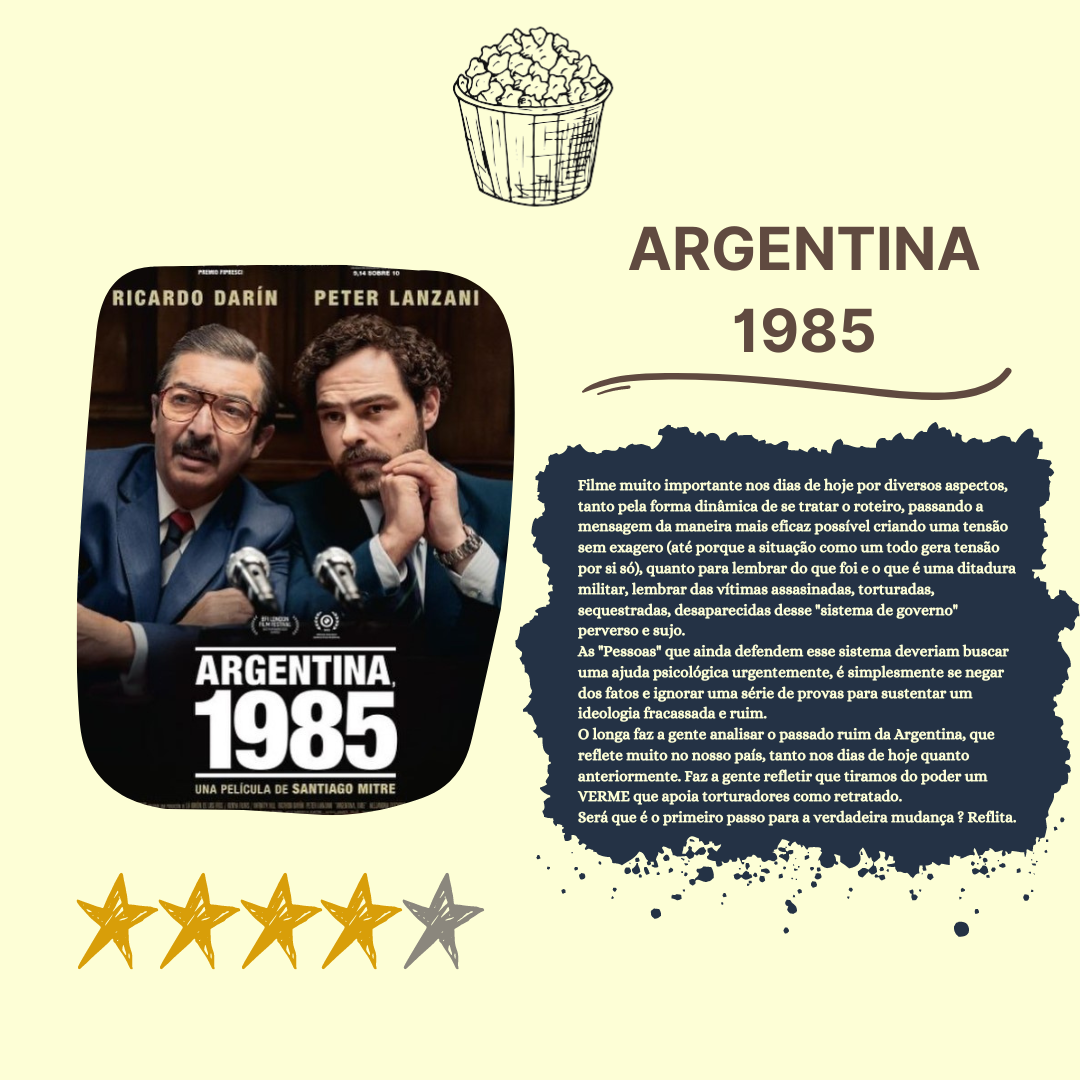 ARGENTINA
1985
PREMIO FIPRESCI
9,14 SOBRE 10
RICARDO DARÍN PETER LANZANI
BFI LONDON
FILM FESTIVAL
ARGENTINA,
1985
UNA PELÍCULA DE SANTIAGO MITRE
Filme muito importante nos dias de hoje por diversos aspectos,
tanto pela forma dinâmica de se tratar o roteiro, passando a
mensagem da maneira mais eficaz possível criando uma tensão
sem exagero (até porque a situação como um todo gera tensão
por si só), quanto para lembrar do que foi e o que é uma ditadura
militar, lembrar das vítimas assasinadas, torturadas,
sequestradas, desaparecidas desse "sistema de governo"
perverso e sujo.
As "Pessoas" que ainda defendem esse sistema deveriam buscar
uma ajuda psicológica urgentemente, é simplesmente se negar
dos fatos e ignorar uma série de provas para sustentar um
ideologia fracassada e ruim.
O longa faz a gente analisar o passado ruim da Argentina, que
reflete muito no nosso país, tanto nos dias de hoje quanto
anteriormente. Faz a gente refletir que tiramos do poder um
VERME que apoia torturadores como retratado.
Será que é o primeiro passo para a verdadeira mudança ? Reflita.